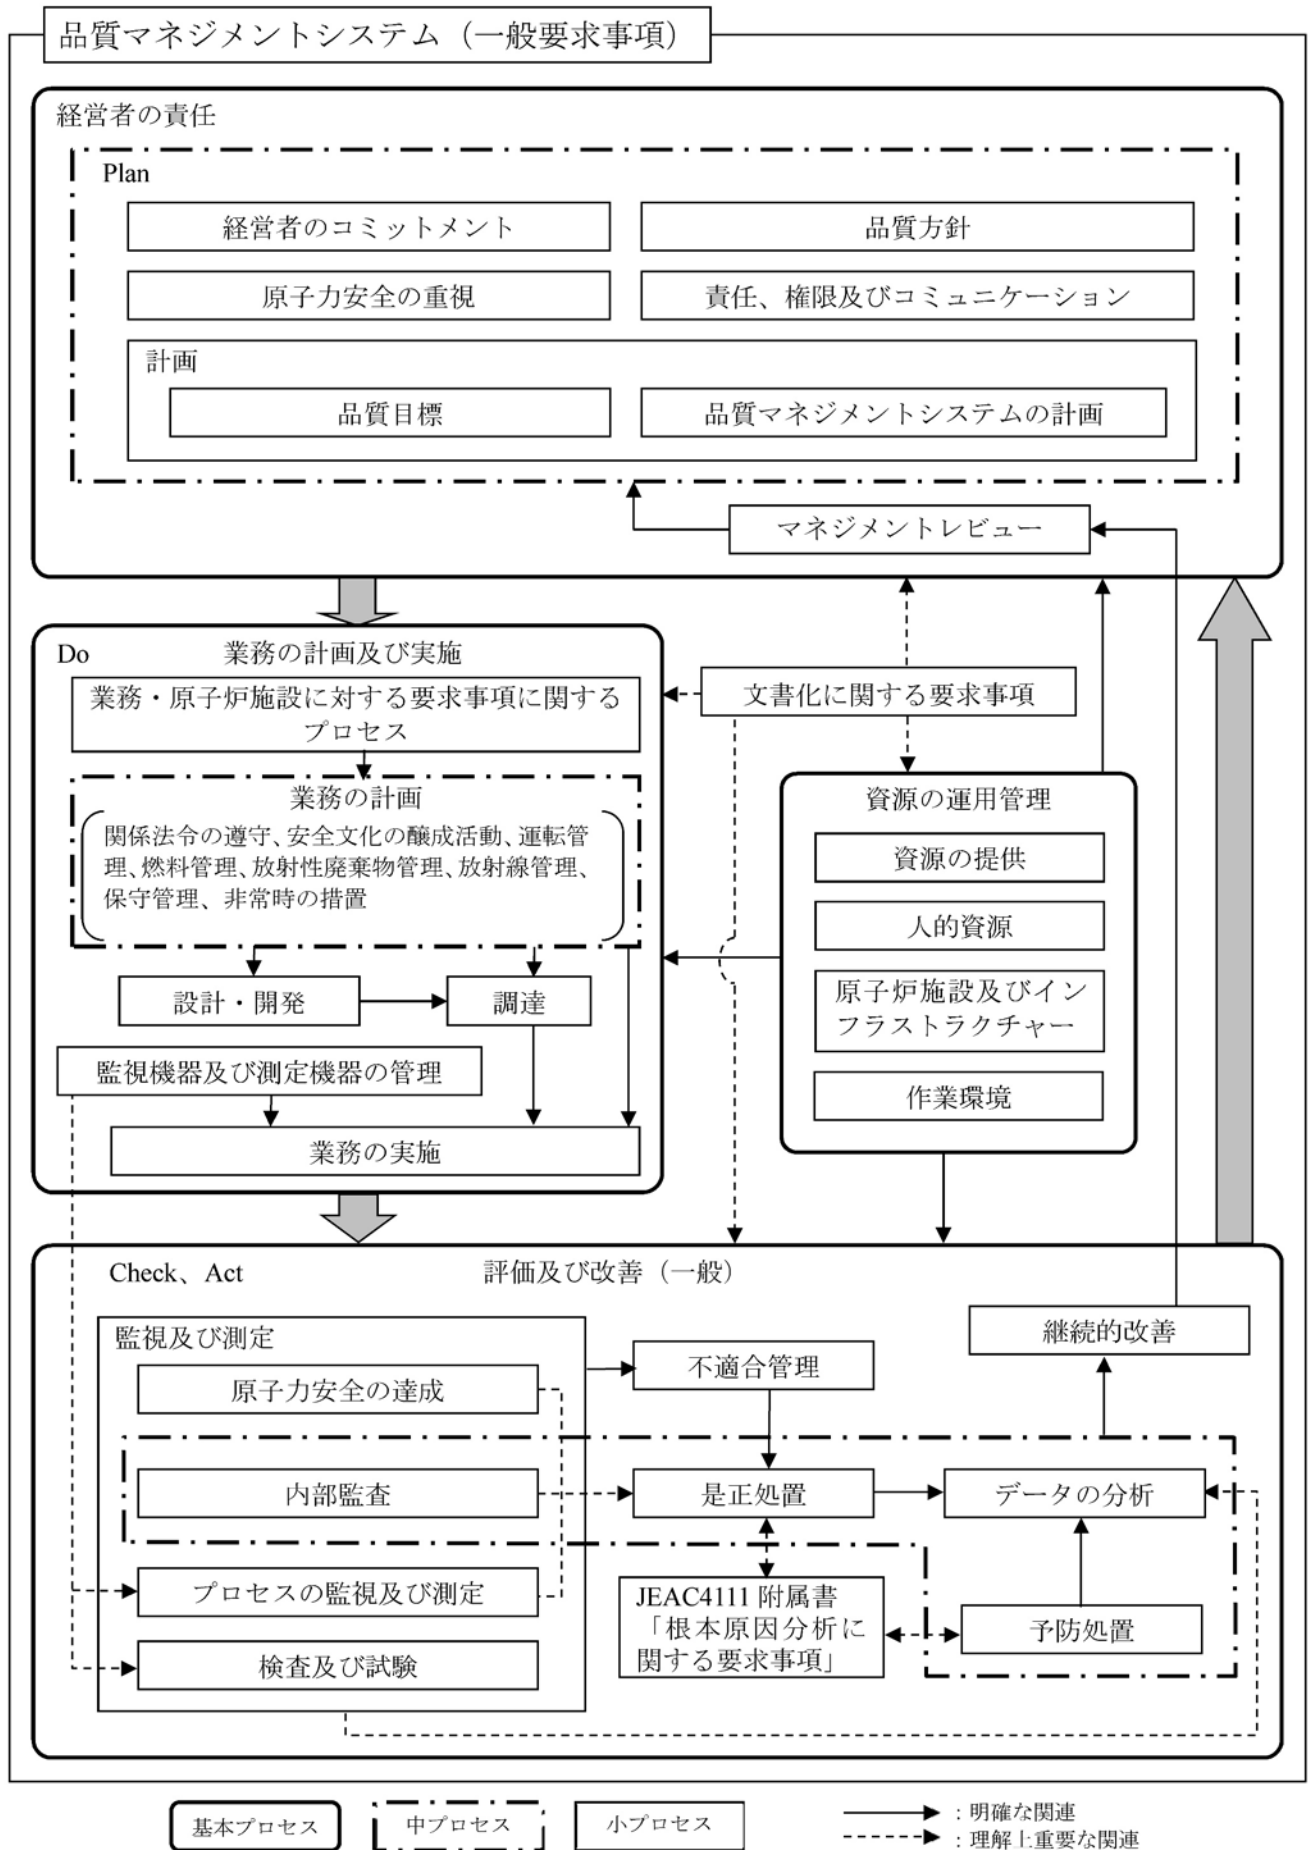 品質マネジメントシステム（一般要求事項）
経営者の責任
Plan
経営者のコミットメント
品質方針
原子力安全の重視
責任、権限及びコミュニケーション
計画
品質目標
品質マネジメントシステムの計画
マネジメントレビュー
Do
業務の計画及び実施
業務・原子炉施設に対する要求事項に関する
プロセス
文書化に関する要求事項
業務の計画
関係法令の遵守、安全文化の醸成活動、運転管
理、燃料管理、放射性廃棄物管理、放射線管理、
保守管理、非常時の措置
設計・開発
調達
監視機器及び測定機器の管理
業務の実施
資源の運用管理
資源の提供
人的資源
原子炉施設及びイン
フラストラクチャー
作業環境
Check、Act
評価及び改善（一般）
監視及び測定
原子力安全の達成
内部監査
プロセスの監視及び測定
検査及び試験
不適合管理
継続的改善
是正処置
データの分析
JEAC4111 附属書
「根本原因分析に
関する要求事項」
予防処置
基本プロセス
中プロセス
小プロセス
：明確な関連
：理解上重要な関連